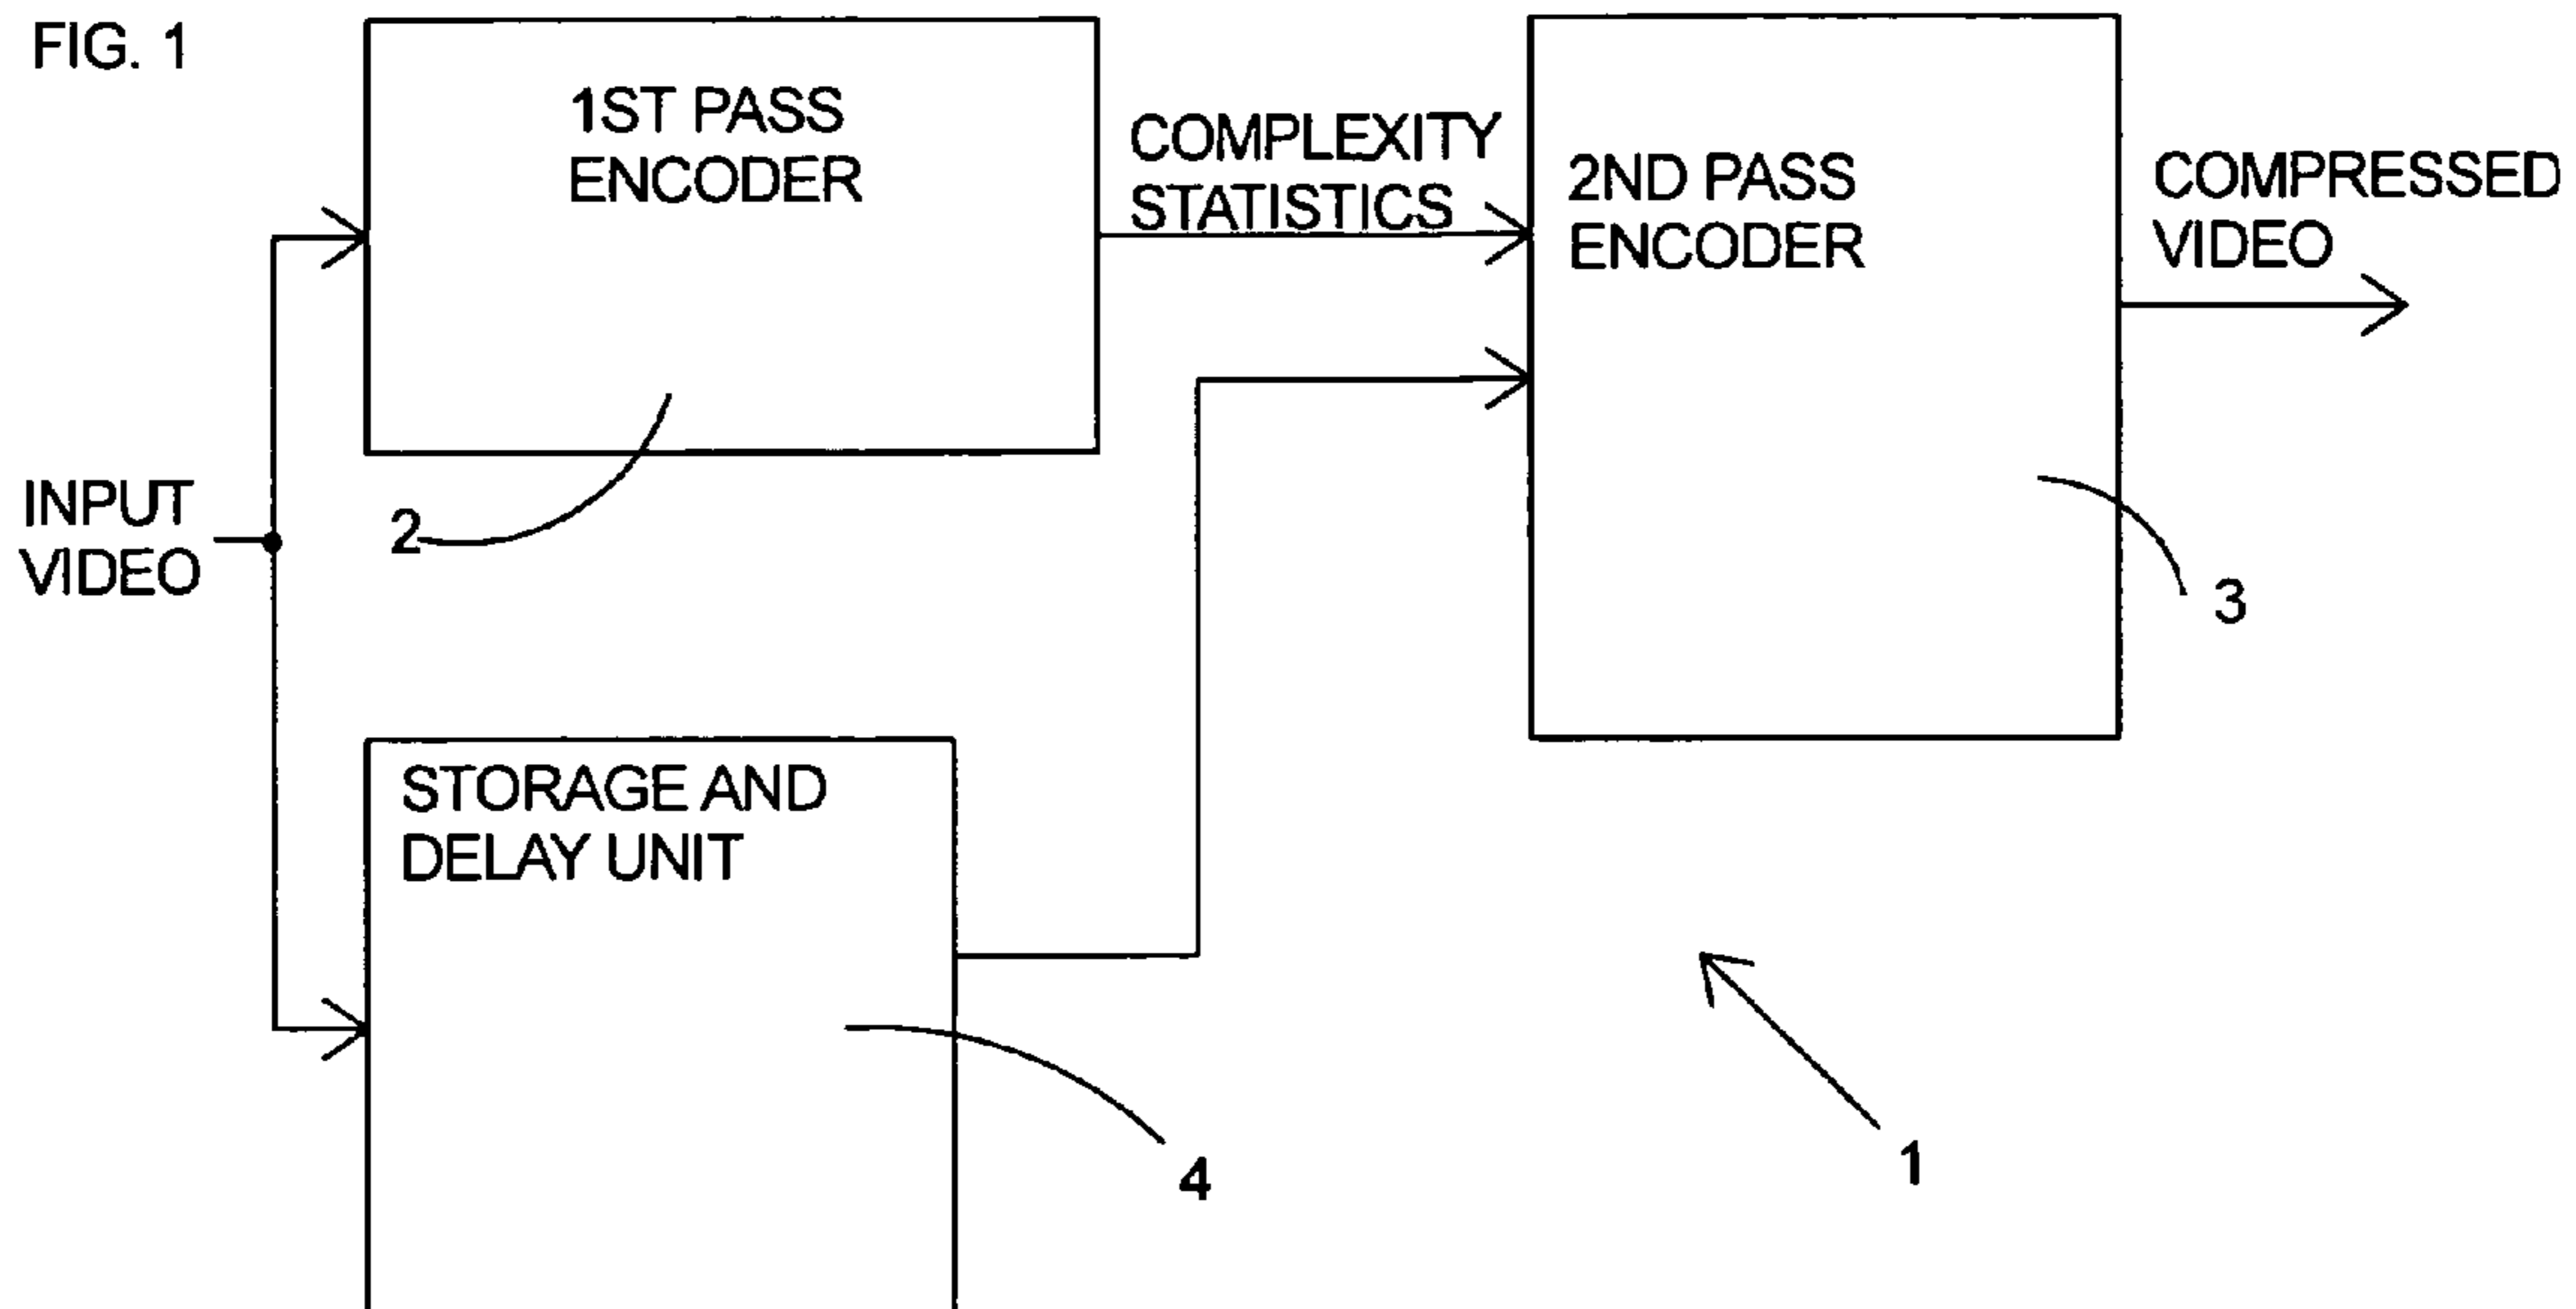 FIG. 1
1ST PASS
ENCODER
COMPLEXITY
STATISTICS
2ND PASS
ENCODER
COMPRESSED
VIDEO
INPUT
VIDEO
2
3
STORAGE AND
DELAY UNIT
4
1